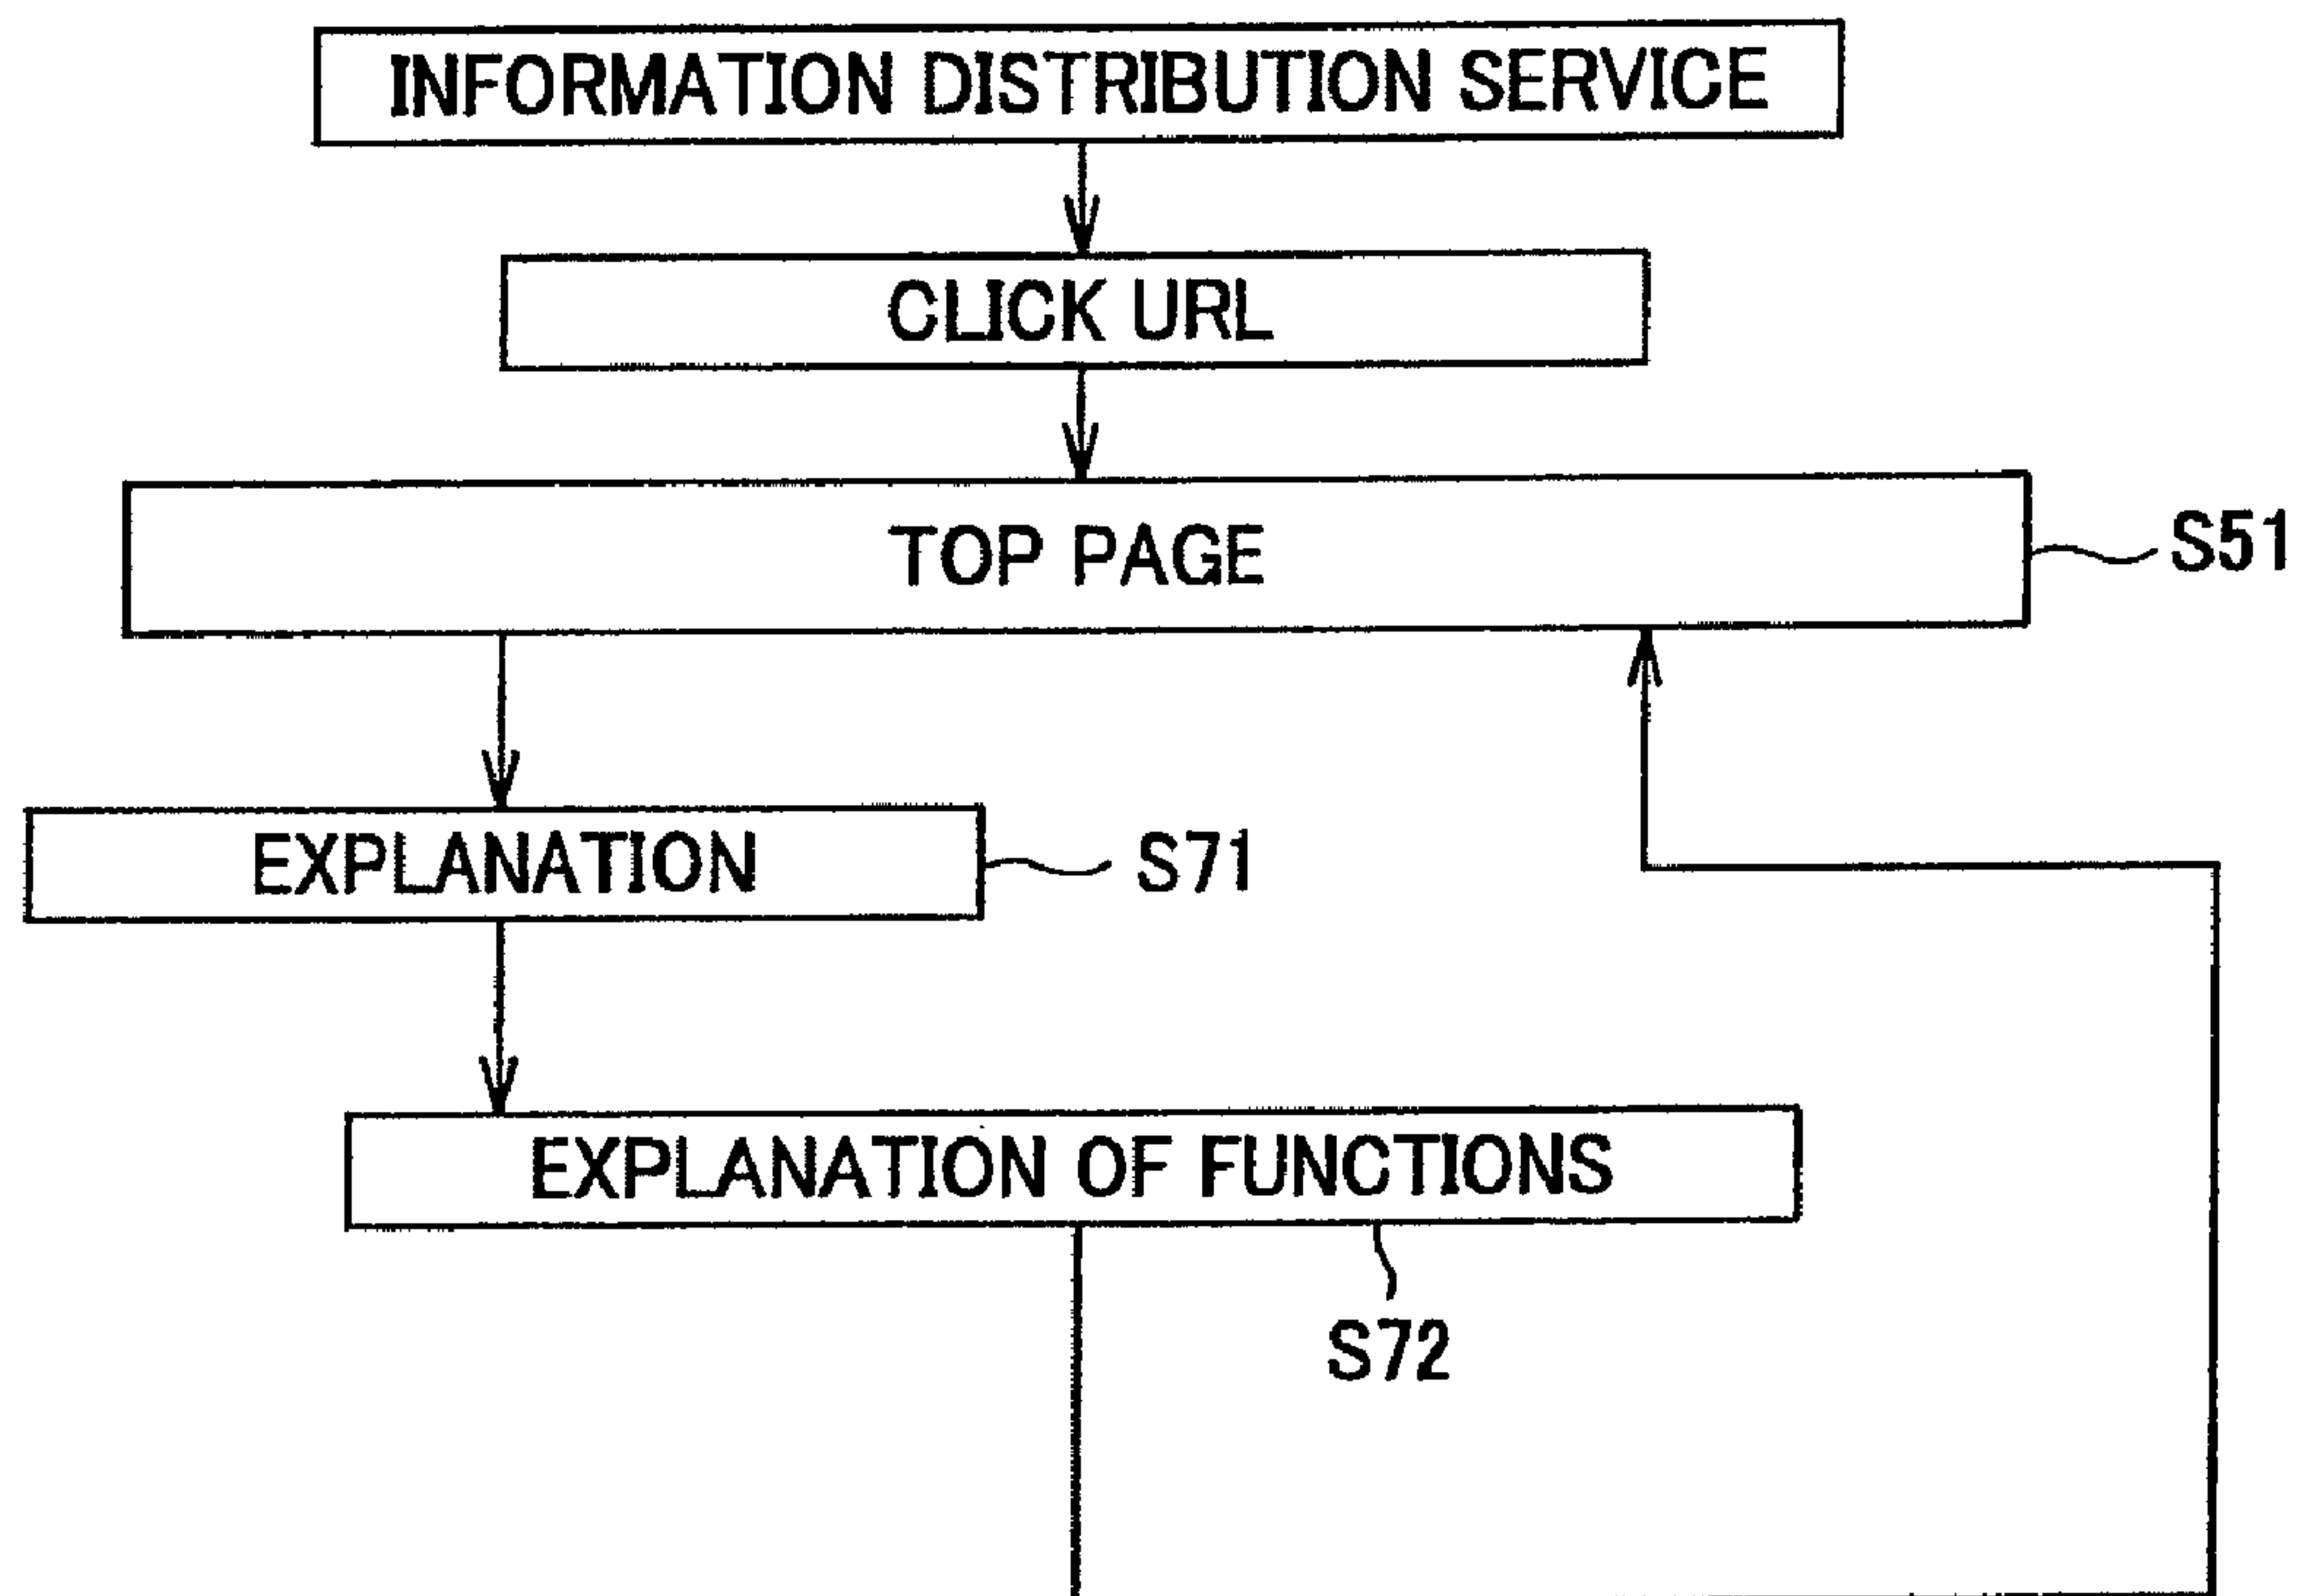 INFORMATION DISTRIBUTION SERVICE
CLICK URL
TOP PAGE
S51
EXPLANATION
S71
EXPLANATION OF FUNCTIONS
S72